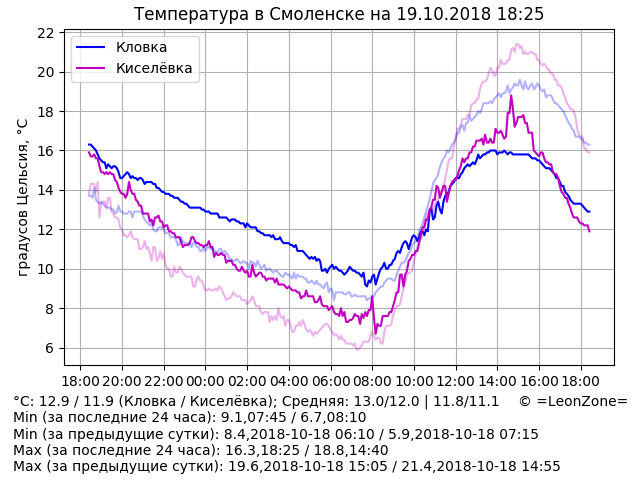 Температура в Смоленске на 19.10.2018 18:25
Кловка
Киселёвка
градусов Цельсия, °C
22
20
18
16
14
12
10
8
6
18:00 20:00 22:00 00:00 02:00 04:00 06:00 08:00 10:00 12:00 14:00 16:00 18:00
°C: 12.9 / 11.9 (Кловка / Киселёвка); Средняя: 13.0/12.0 | 11.8/11.1 © =LeonZone=
Min (за последние 24 часа): 9.1,07:45 / 6.7,08:10
Min (за предыдущие сутки): 8.4,2018-10-18 06:10 / 5.9,2018-10-18 07:15
Max (за последние 24 часа): 16.3,18:25 / 18.8,14:40
Max (за предыдущие сутки): 19.6,2018-10-18 15:05 / 21.4,2018-10-18 14:55